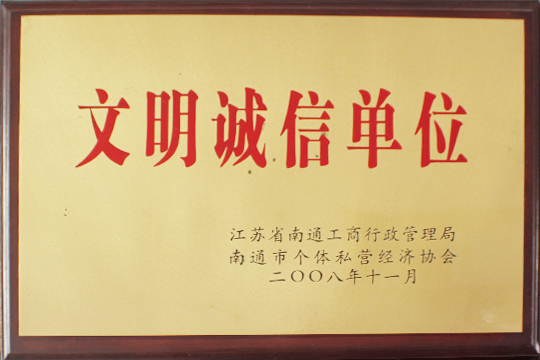 文明诚信单位
江苏省南通工商行政管理局
南通市个体私营经济协会
二〇〇八年十一月